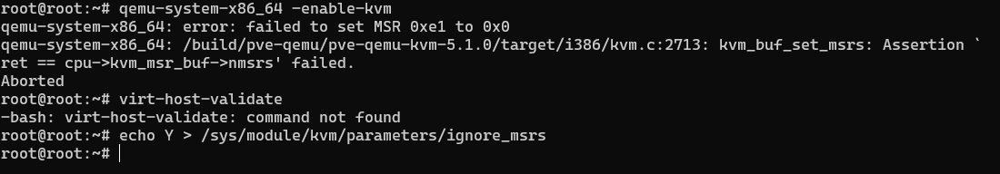 root@root:~# qemu-system-x86_64 -enable-kvm
qemu-system-x86_64: error: failed to set MSR 0xe1 to 0x0
qemu-system-x86_64: /build/pve-qemu/pve-qemu-kvm-5.1.0/target/i386/kvm.c:2713: kvm_buf_set_msrs: Assertion `
ret == cpu->kvm_msr_buf->nmsrs' failed.
Aborted
root@root:~# virt-host-validate
-bash: virt-host-validate: command not found
root@root:~# echo Y > /sys/module/kvm/parameters/ignore_msrs
root@root:~#